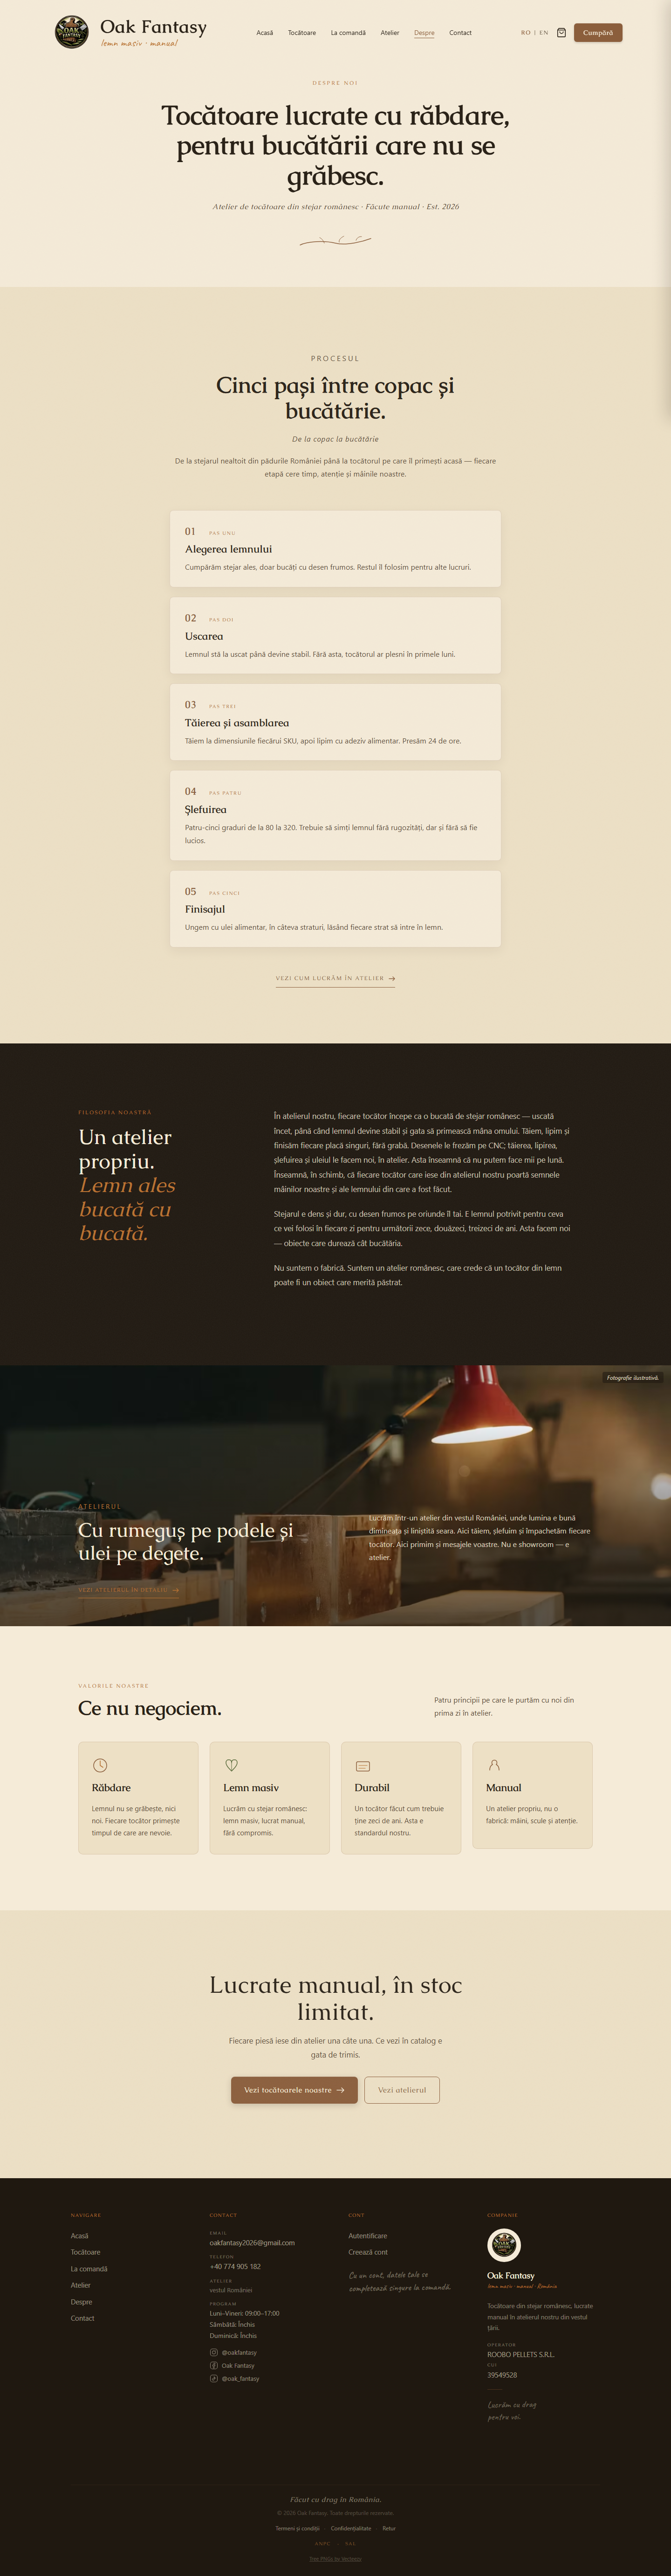 Oak Fantasy
lemn masiv · manual
Acasă
Tocătoare
La comandă
Atelier
Despre
Contact
RO | EN
Cumpără
DESPRE NOI
Tocătoare lucrate cu răbdare,
pentru bucătării care nu se
grăbesc.
Atelier de tocătoare din stejar românesc · Făcute manual · Est. 2026
PROCESUL
Cinci pași între copac și
bucătărie.
De la copac la bucătărie
De la stejarul nealtoit din pădurile României până la tocătorul pe care îl primești acasă — fiecare
etapă cere timp, atenție și mâinile noastre.
01 PAS UNU
Alegerea lemnului
Cumpărăm stejar ales, doar bucăți cu desen frumos. Restul îl folosim pentru alte lucruri.
02 PAS DOI
Uscarea
Lemnul stă la uscat până devine stabil. Fără asta, tocătorul ar plesni în primele luni.
03 PAS TREI
Tăierea și asamblarea
Tăiem la dimensiunile fiecărui SKU, apoi lipim cu adeziv alimentar. Presăm 24 de ore.
04 PAS PATRU
Șlefuirea
Patru-cinci graduri de la 80 la 320. Trebuie să simți lemnul fără rugozități, dar și fără să fie
lucios.
05 PAS CINCI
Finisajul
Ungem cu ulei alimentar, în câteva straturi, lăsând fiecare strat să intre în lemn.
VEZI CUM LUCRĂM ÎN ATELIER →
FILOSOFIA NOASTRĂ
Un atelier
propriu.
Lemn ales
bucată cu
bucată.
În atelierul nostru, fiecare tocător începe ca o bucată de stejar românesc — uscată
încet, până când lemnul devine stabil și gata să primească mâna omului. Tăiem, lipim și
finisăm fiecare placă singuri, fără grabă. Desenele le frezăm pe CNC; tăierea, lipirea,
șlefuirea și uleiul le facem noi, în atelier. Asta înseamnă că nu putem face mii pe lună.
Înseamnă, în schimb, că fiecare tocător care iese din atelierul nostru poartă semnele
mâinilor noastre și ale lemnului din care a fost făcut.
Stejarul e dens și dur, cu desen frumos pe oriunde îl tai. E lemnul potrivit pentru ceva
ce vei folosi în fiecare zi pentru următorii zece, douăzeci, treizeci de ani. Asta facem noi
— obiecte care durează cât bucătăria.
Nu suntem o fabrică. Suntem un atelier românesc, care crede că un tocător din lemn
poate fi un obiect care merită păstrat.
Fotografie ilustrativă.
ATELIERUL
Cu rumeguș pe podele și
ulei pe degete.
Lucrăm într-un atelier din vestul României, unde lumina e bună
dimineața și liniștită seara. Aici tăiem, șlefuim și împachetăm fiecare
tocător. Aici primim și mesajele voastre. Nu e showroom — e
atelier.
VEZI ATELIERUL ÎN DETALIU →
VALORILE NOASTRE
Ce nu negociem.
Patru principii pe care le purtăm cu noi din
prima zi în atelier.
Răbdare
Lemnul nu se grăbește, nici
noi. Fiecare tocător primește
timpul de care are nevoie.
Lemn masiv
Lucrăm cu stejar românesc:
lemn masiv, lucrat manual,
fără compromis.
Durabil
Un tocător făcut cum trebuie
ține zeci de ani. Asta e
standardul nostru.
Manual
Un atelier propriu, nu o
fabrică: mâini, scule și atenție.
Lucrate manual, în stoc
limitat.
Fiecare piesă iese din atelier una câte una. Ce vezi în catalog e
gata de trimis.
Vezi tocătoarele noastre →
Vezi atelierul
NAVIGARE
Acasă
Tocătoare
La comandă
Atelier
Despre
Contact
CONTACT
EMAIL
oakfantasy2026@gmail.com
TELEFON
+40 774 905 182
ATELIER
vestul României
PROGRAM
Luni–Vineri: 09:00–17:00
Sâmbătă: Închis
Duminică: Închis
@oakfantasy
Oak Fantasy
@oak_fantasy
CONT
Autentificare
Creează cont
Cu un cont, datele tale se
completează singure la comandă.
COMPANIE
Oak Fantasy
lemn masiv · manual · România
Tocătoare din stejar românesc, lucrate
manual în atelierul nostru din vestul
țării.
OPERATOR
ROOBO PELLETS S.R.L.
CUI
39549528
Lucrăm cu drag
pentru voi.
Făcut cu drag în România.
© 2026 Oak Fantasy. Toate drepturile rezervate.
Termeni și condiții · Confidențialitate · Retur
ANPC · SAL